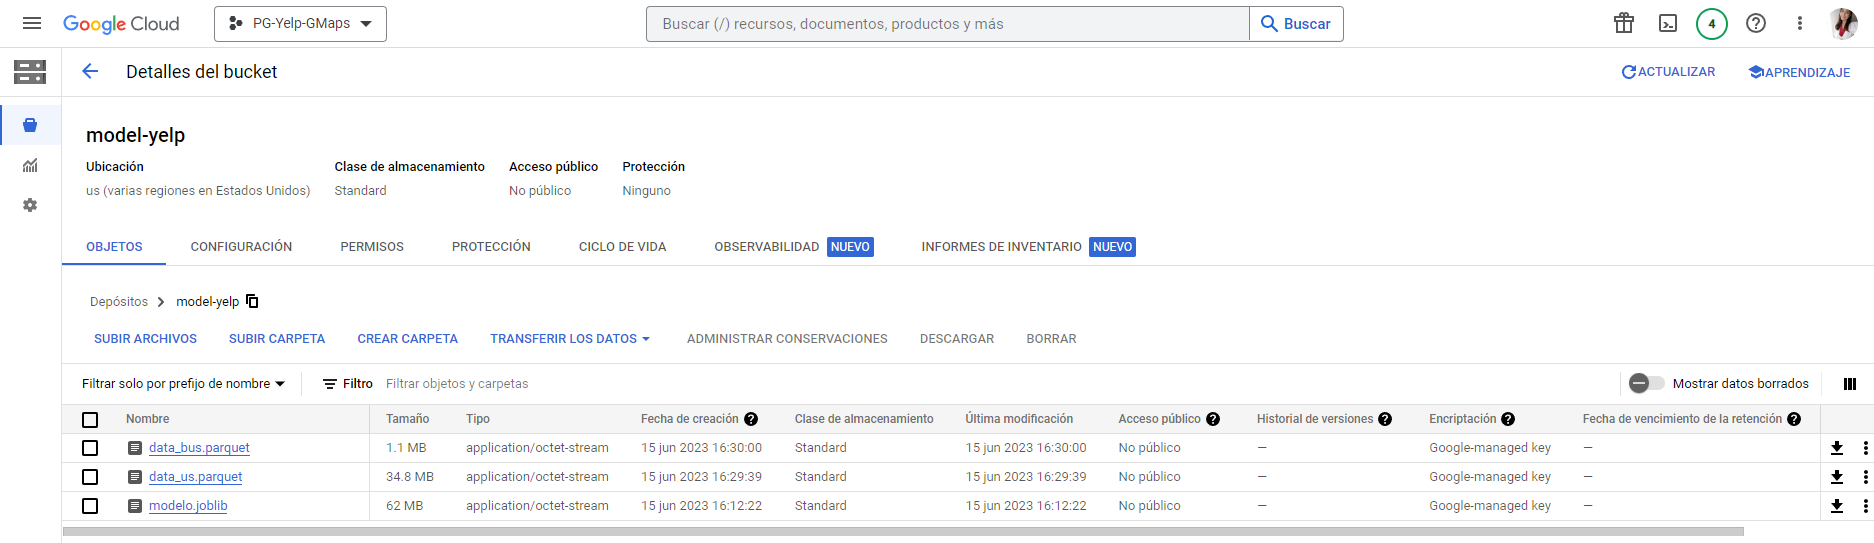 Google Cloud PG-Yelp-GMaps Buscar (/) recursos, documentos, productos y más Buscar 4
Detalles del bucket ACTUALIZAR APRENDIZAJE
model-yelp
Ubicación Clase de almacenamiento Acceso público Protección
us (varias regiones en Estados Unidos) Standard No público Ninguno
OBJETOS CONFIGURACIÓN PERMISOS PROTECCIÓN CICLO DE VIDA OBSERVABILIDAD NUEVO INFORMES DE INVENTARIO NUEVO
Depósitos model-yelp
SUBIR ARCHIVOS SUBIR CARPETA CREAR CARPETA TRANSFERIR LOS DATOS ADMINISTRAR CONSERVACIONES DESCARGAR BORRAR
Filtrar solo por prefijo de nombre Filtro Filtrar objetos y carpetas Mostrar datos borrados
Nombre Tamaño Tipo Fecha de creación Clase de almacenamiento Última modificación Acceso público Historial de versiones Encriptación Fecha de vencimiento de la retención
data_bus.parquet 1.1 MB application/octet-stream 15 jun 2023 16:30:00 Standard 15 jun 2023 16:30:00 No público — Google-managed key —
data_us.parquet 34.8 MB application/octet-stream 15 jun 2023 16:29:39 Standard 15 jun 2023 16:29:39 No público — Google-managed key —
modelo.joblib 62 MB application/octet-stream 15 jun 2023 16:12:22 Standard 15 jun 2023 16:12:22 No público — Google-managed key —